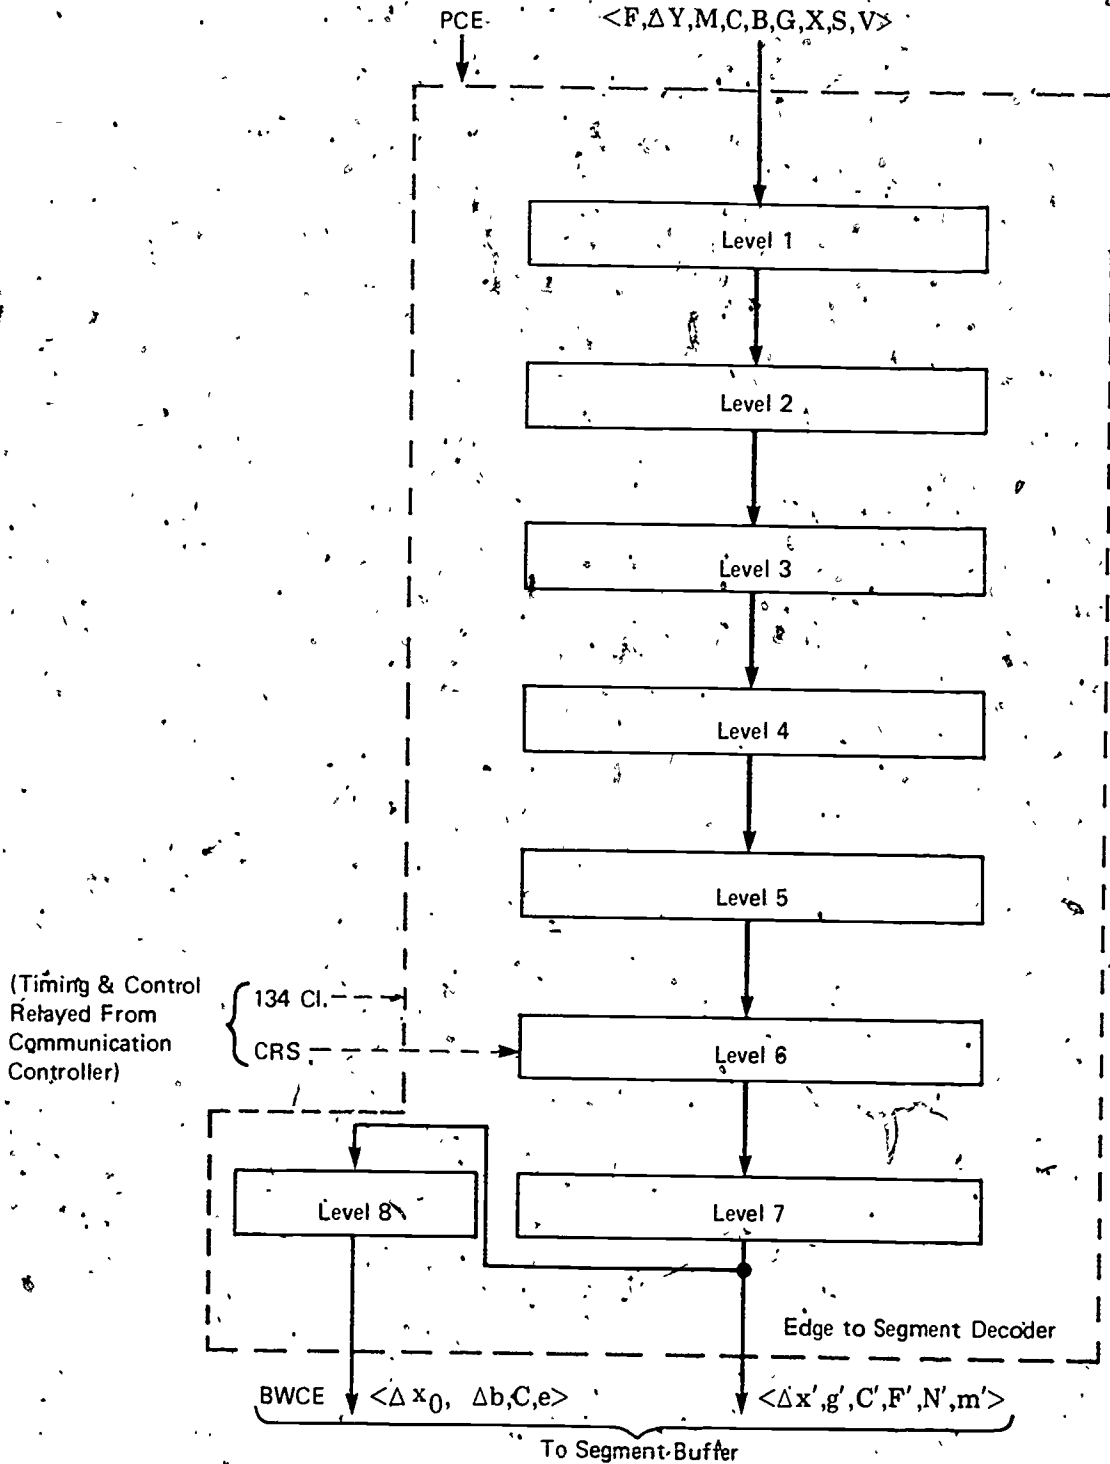 PCE
<F,ΔY,M,C,B,G,X,S,V>
Level 1
Level 2
Level 3
Level 4
Level 5
(Timing & Control
Relayed From
Communication
Controller)
134 Cl.
CRS
Level 6
Level 8
Level 7
Edge to Segment Decoder
BWCE <Δ x0, Δb,C,e>
<Δx′,g′,C′,F′,N′,m′>
To Segment Buffer